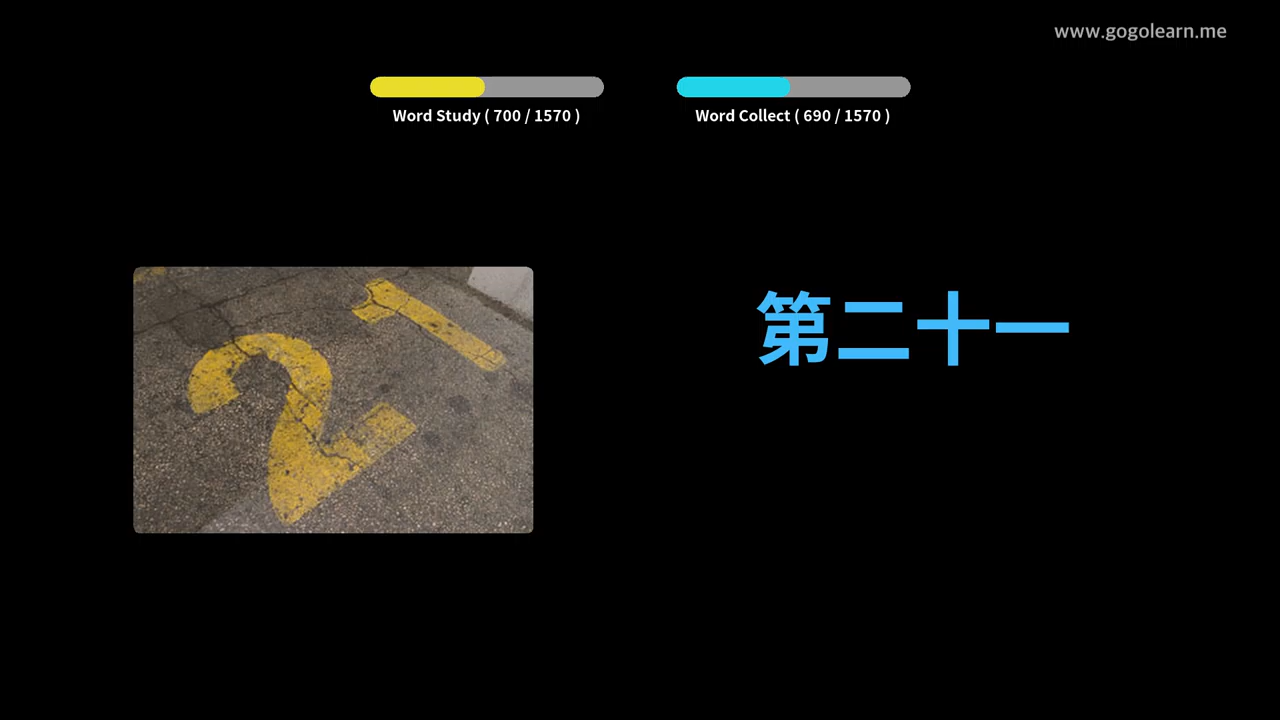 www.gogolearn.me
Word Study ( 700 / 1570 )
Word Collect ( 690 / 1570 )
21
第二十一